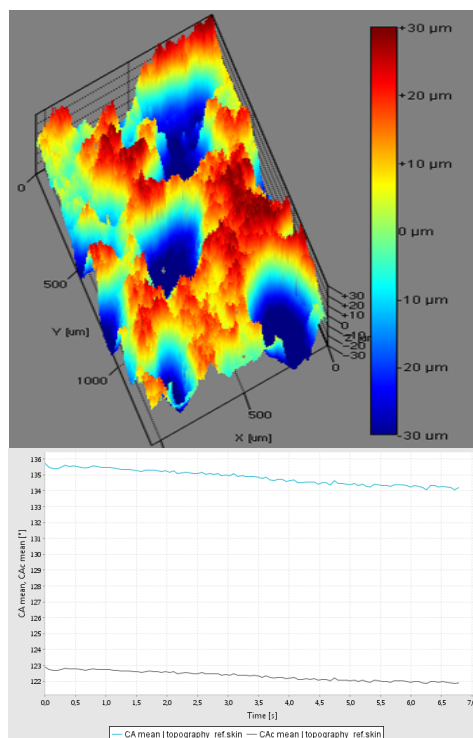 +30 µm
+20 µm
+10 µm
0 µm
-10 µm
-20 µm
-30 µm
0
500
Y [um]
1000
+30
+20
+10
0
-10
-20
-30
0
500
X [um]
136
135
134
133
132
131
130
129
128
127
126
125
124
123
122
CA mean, CAc mean [°]
0,0 0,5 1,0 1,5 2,0 2,5 3,0 3,5 4,0 4,5 5,0 5,5 6,0 6,5 7,
Time [s]
CA mean | topography_ref.skin CAc mean | topography_ref.skin